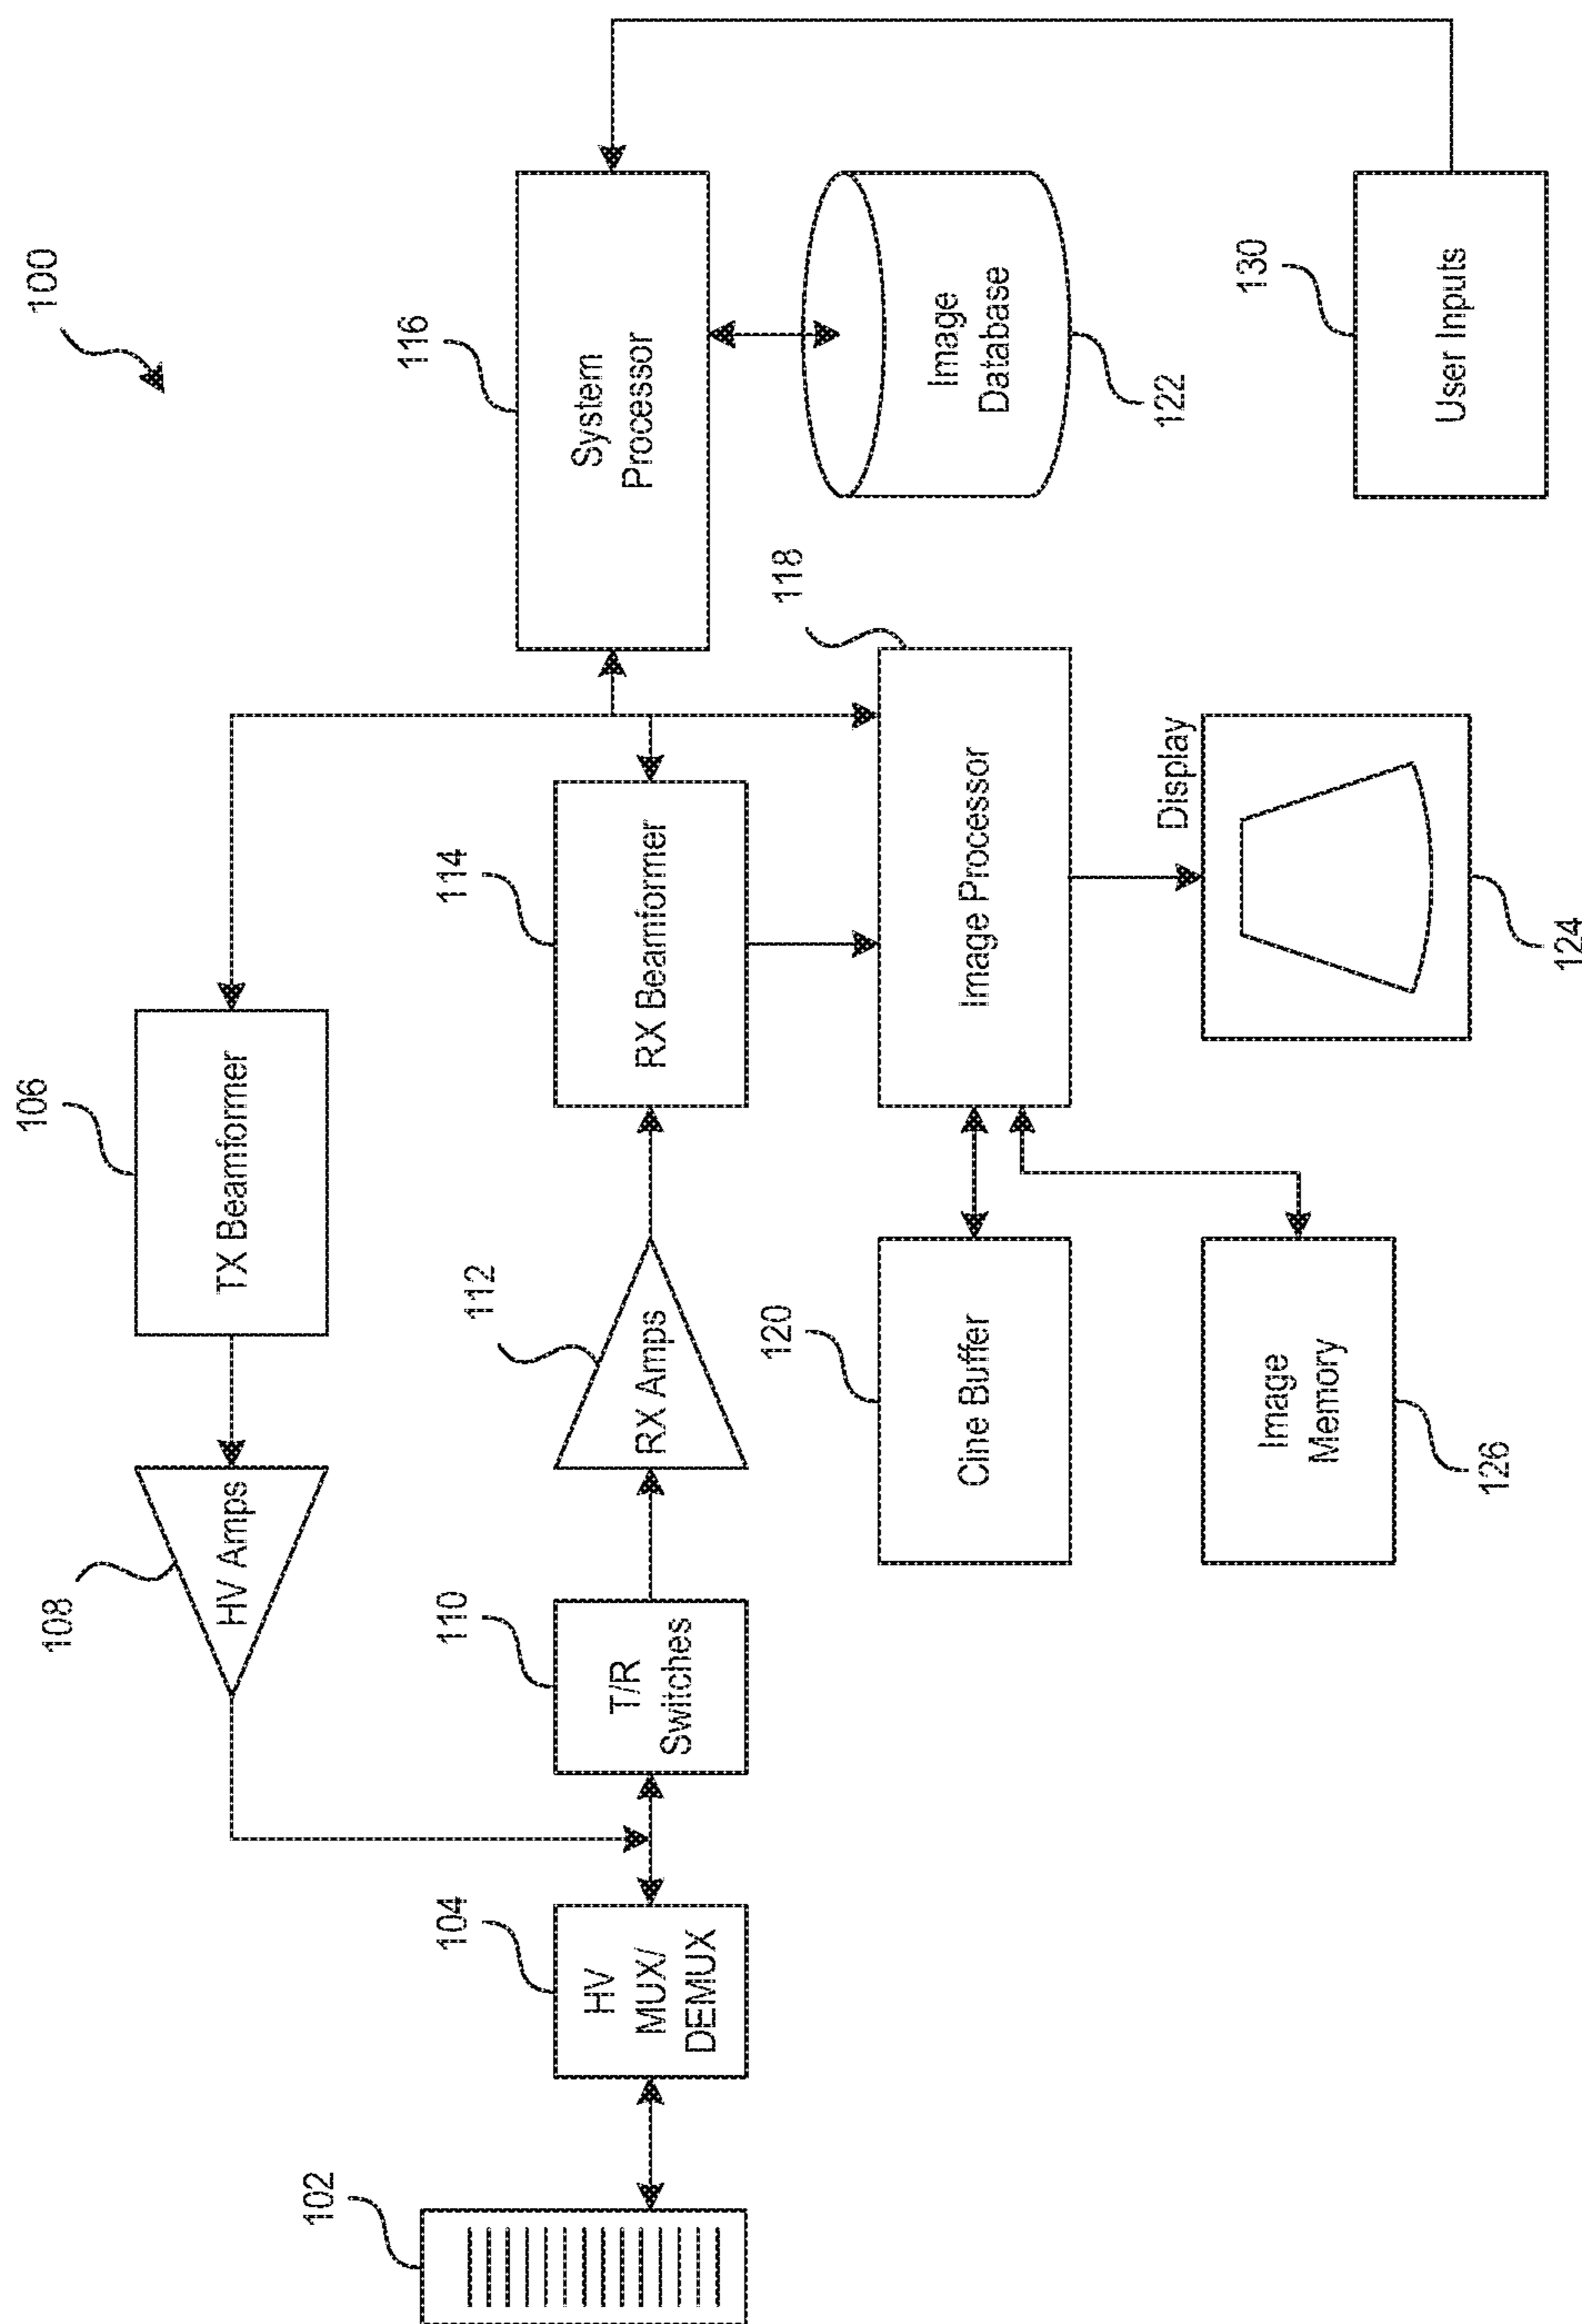 100
102
104
HV
MUX/
DEMUX
106
TX Beamformer
108
HV Amps
110
T/R
Switches
112
RX Amps
114
RX Beamformer
116
System
Processor
118
Image Processor
120
Cine Buffer
126
Image
Memory
Display
124
Image
Database
122
130
User Inputs